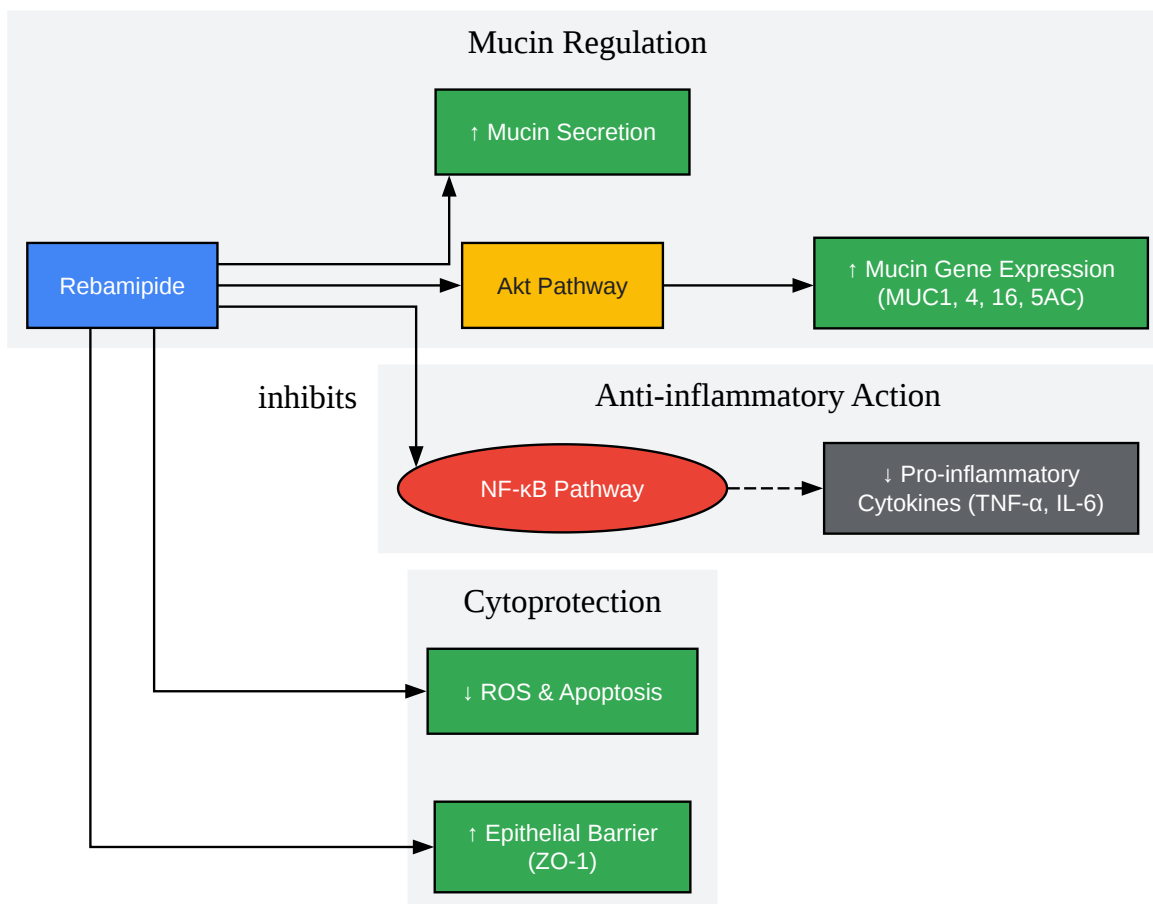 Mucin Regulation
↑ Mucin Secretion
Rebamipide
Akt Pathway
↑ Mucin Gene Expression
(MUC1, 4, 16, 5AC)
inhibits
Anti-inflammatory Action
NF-κB Pathway
↓ Pro-inflammatory
Cytokines (TNF-α, IL-6)
Cytoprotection
↓ ROS & Apoptosis
↑ Epithelial Barrier
(ZO-1)